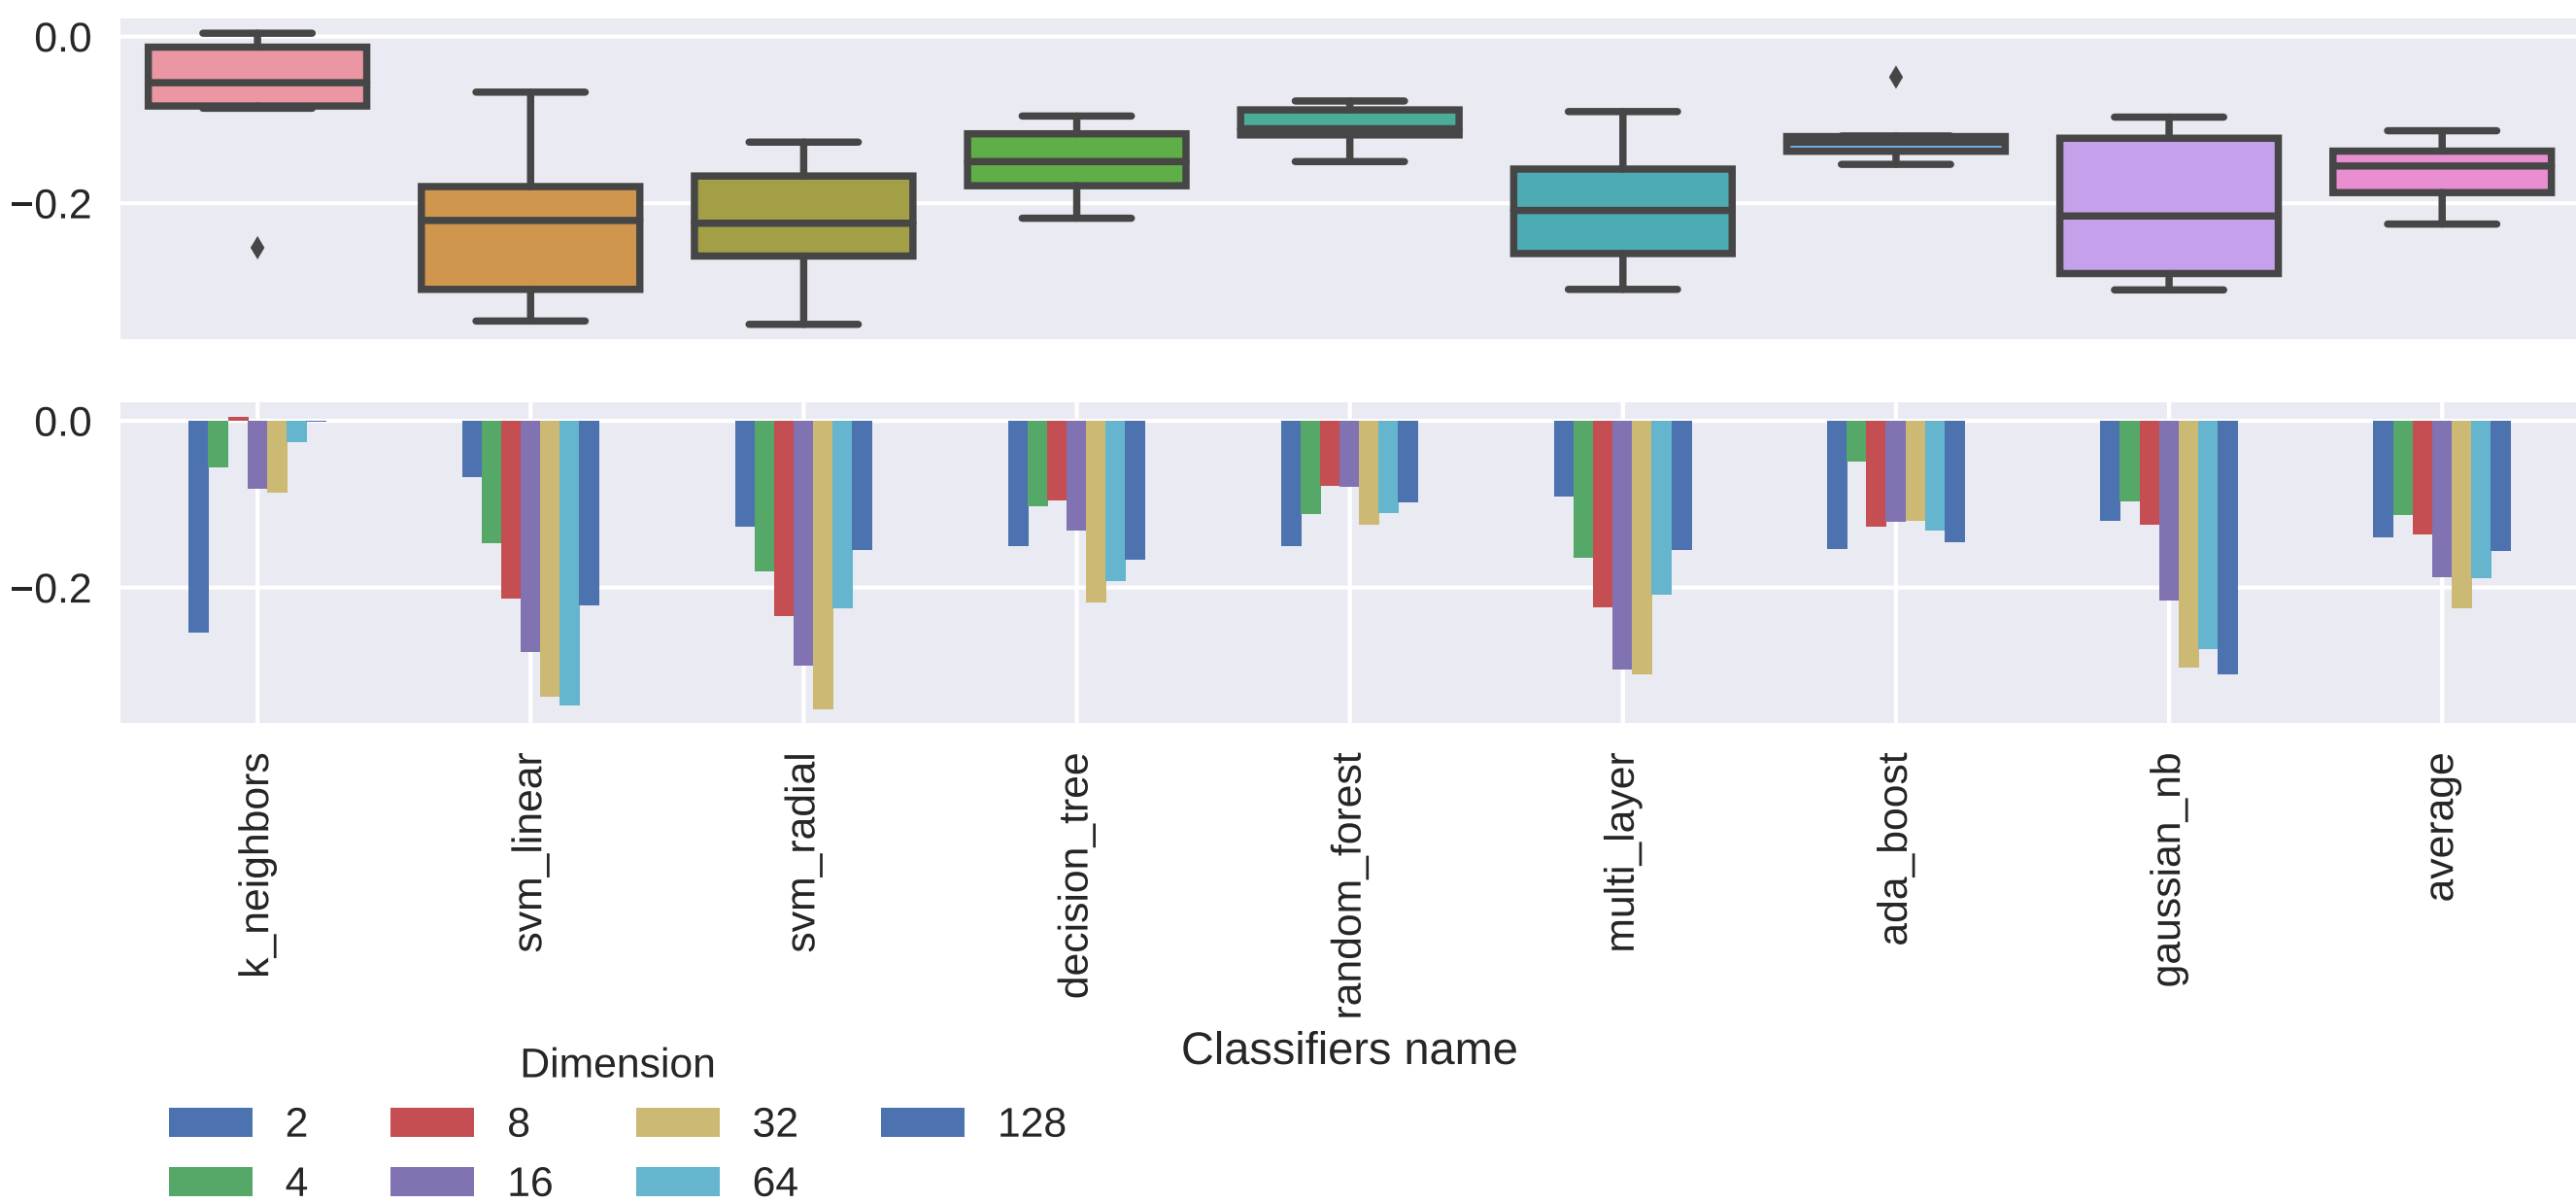 0.0
−0.2
0.0
−0.2
k_neighbors
svm_linear
svm_radial
decision_tree
random_forest
multi_layer
ada_boost
gaussian_nb
average
Classifiers name
Dimension
2 8 32 128
4 16 64